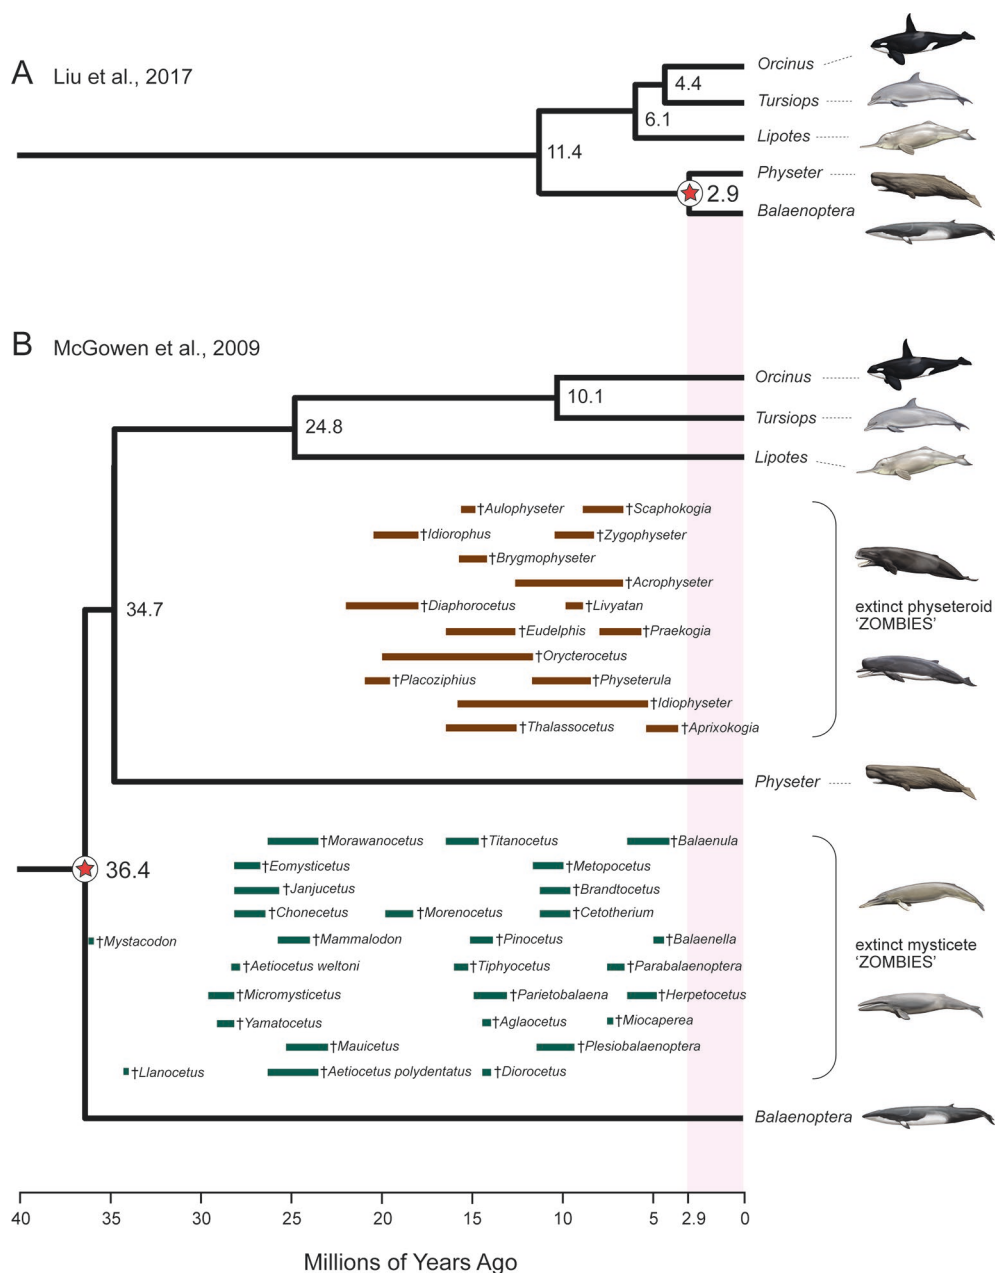 A Liu et al., 2017
Orcinus
4.4
Tursiops
6.1
Lipotes
11.4
Physeter
2.9
Balaenoptera
B McGowen et al., 2009
Orcinus
10.1
Tursiops
24.8
Lipotes
†Aulophyseter †Scaphokogia
†Idiorophus †Zygophyseter
†Brygmophyseter
†Acrophyseter
†Diaphorocetus †Livyatan
extinct physeteroid
'ZOMBIES'
34.7
†Eudelphis †Praekogia
†Orycterocetus
†Placoziphius †Physeterula
†Idiophyseter
†Thalassocetus †Aprixokogia
Physeter
†Morawanocetus †Titanocetus †Balaenula
36.4
†Eomysticetus †Metopocetus
†Janjucetus †Brandtocetus
†Chonecetus †Morenocetus †Cetotherium
†Mystacodon †Mammalodon †Pinocetus †Balaenella
extinct mysticete
'ZOMBIES'
†Aetiocetus weltoni †Tiphyocetus †Parabalaenoptera
†Micromysticetus †Parietobalaena †Herpetocetus
†Yamatocetus †Aglaocetus †Miocaperea
†Mauicetus †Plesiobalaenoptera
†Llanocetus †Aetiocetus polydentatus †Diorocetus
Balaenoptera
40 35 30 25 20 15 10 5 2.9 0
Millions of Years Ago